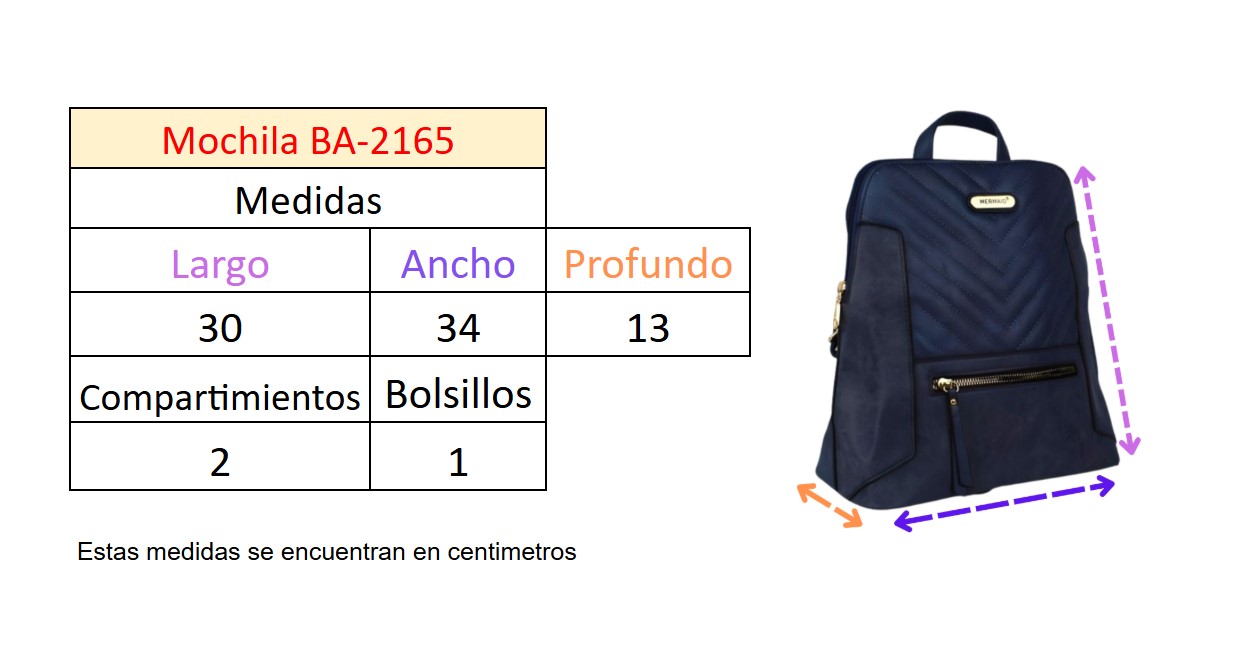 Mochila BA-2165
Medidas
Largo Ancho Profundo
30 34 13
Compartimientos Bolsillos
2 1
Estas medidas se encuentran en centimetros
MERMAID